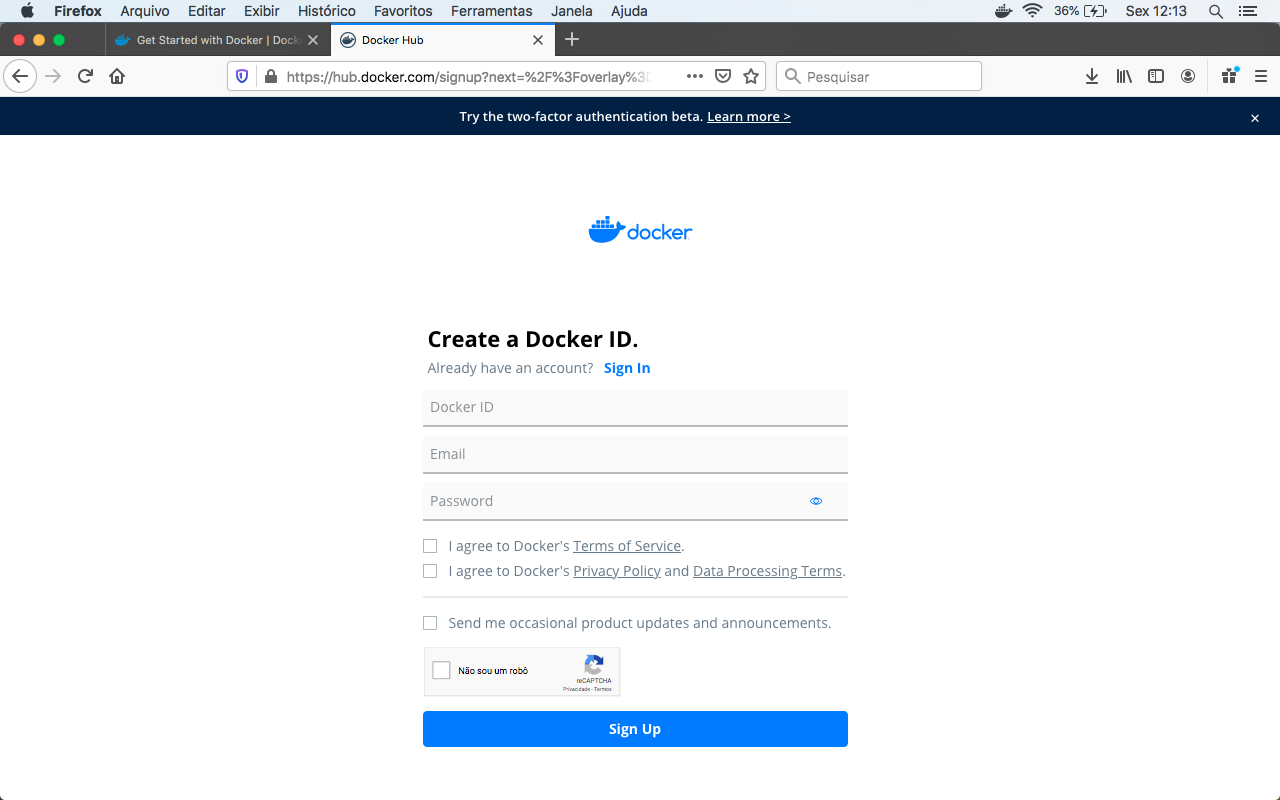 Firefox Arquivo Editar Exibir Histórico Favoritos Ferramentas Janela Ajuda 36% Sex 12:13
Get Started with Docker | Dock Docker Hub
https://hub.docker.com/signup?next=%2F%3Foverlay%3D Pesquisar
Try the two-factor authentication beta. Learn more >
docker
Create a Docker ID.
Already have an account? Sign In
Docker ID
Email
Password
I agree to Docker's Terms of Service.
I agree to Docker's Privacy Policy and Data Processing Terms.
Send me occasional product updates and announcements.
Não sou um robô
reCAPTCHA
Privacidade - Termos
Sign Up